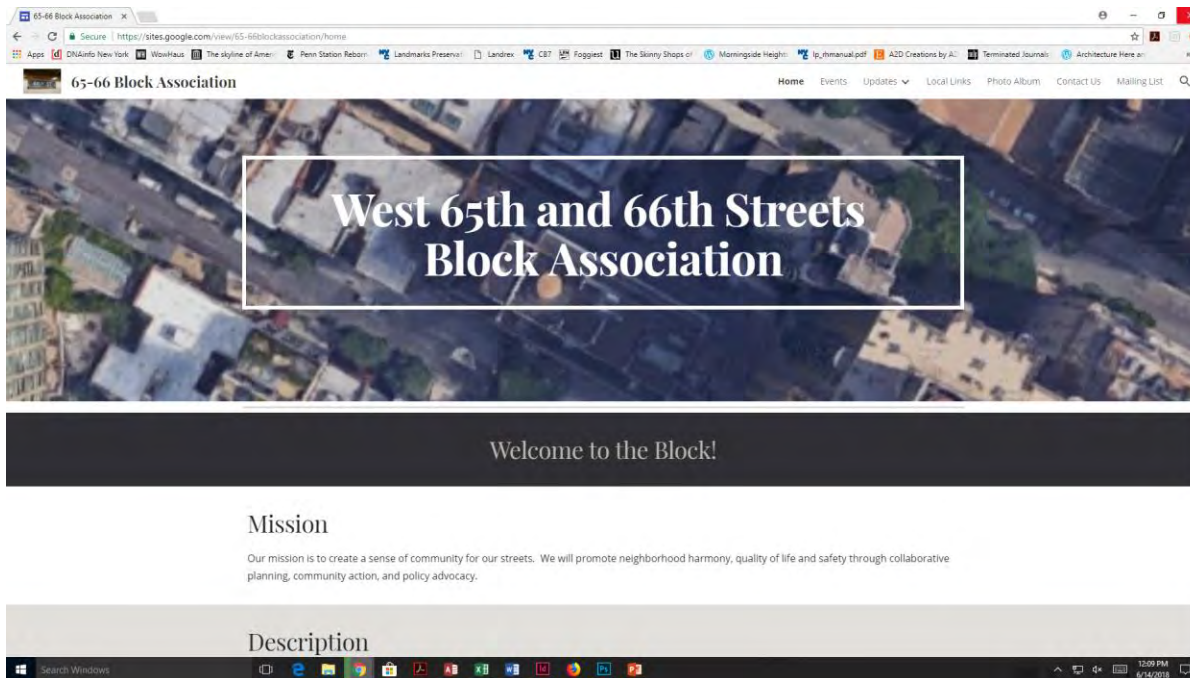 65-66 Block Association
Secure https://sites.google.com/view/65-66blockassociation/home
Apps DNAinfo New York WowHaus The skyline of Amer Penn Station Reborn Landmarks Preserva Landrex CB7 Foggiest The Skinny Shops of Morningside Height lp_rhmanual.pdf A2D Creations by A Terminated Journals Architecture Here ar
65-66 Block Association Home Events Updates Local Links Photo Album Contact Us Mailing List
West 65th and 66th Streets
Block Association
Welcome to the Block!
Mission
Our mission is to create a sense of community for our streets. We will promote neighborhood harmony, quality of life and safety through collaborative
planning, community action, and policy advocacy.
Description
Search Windows 12:09 PM
6/14/2018